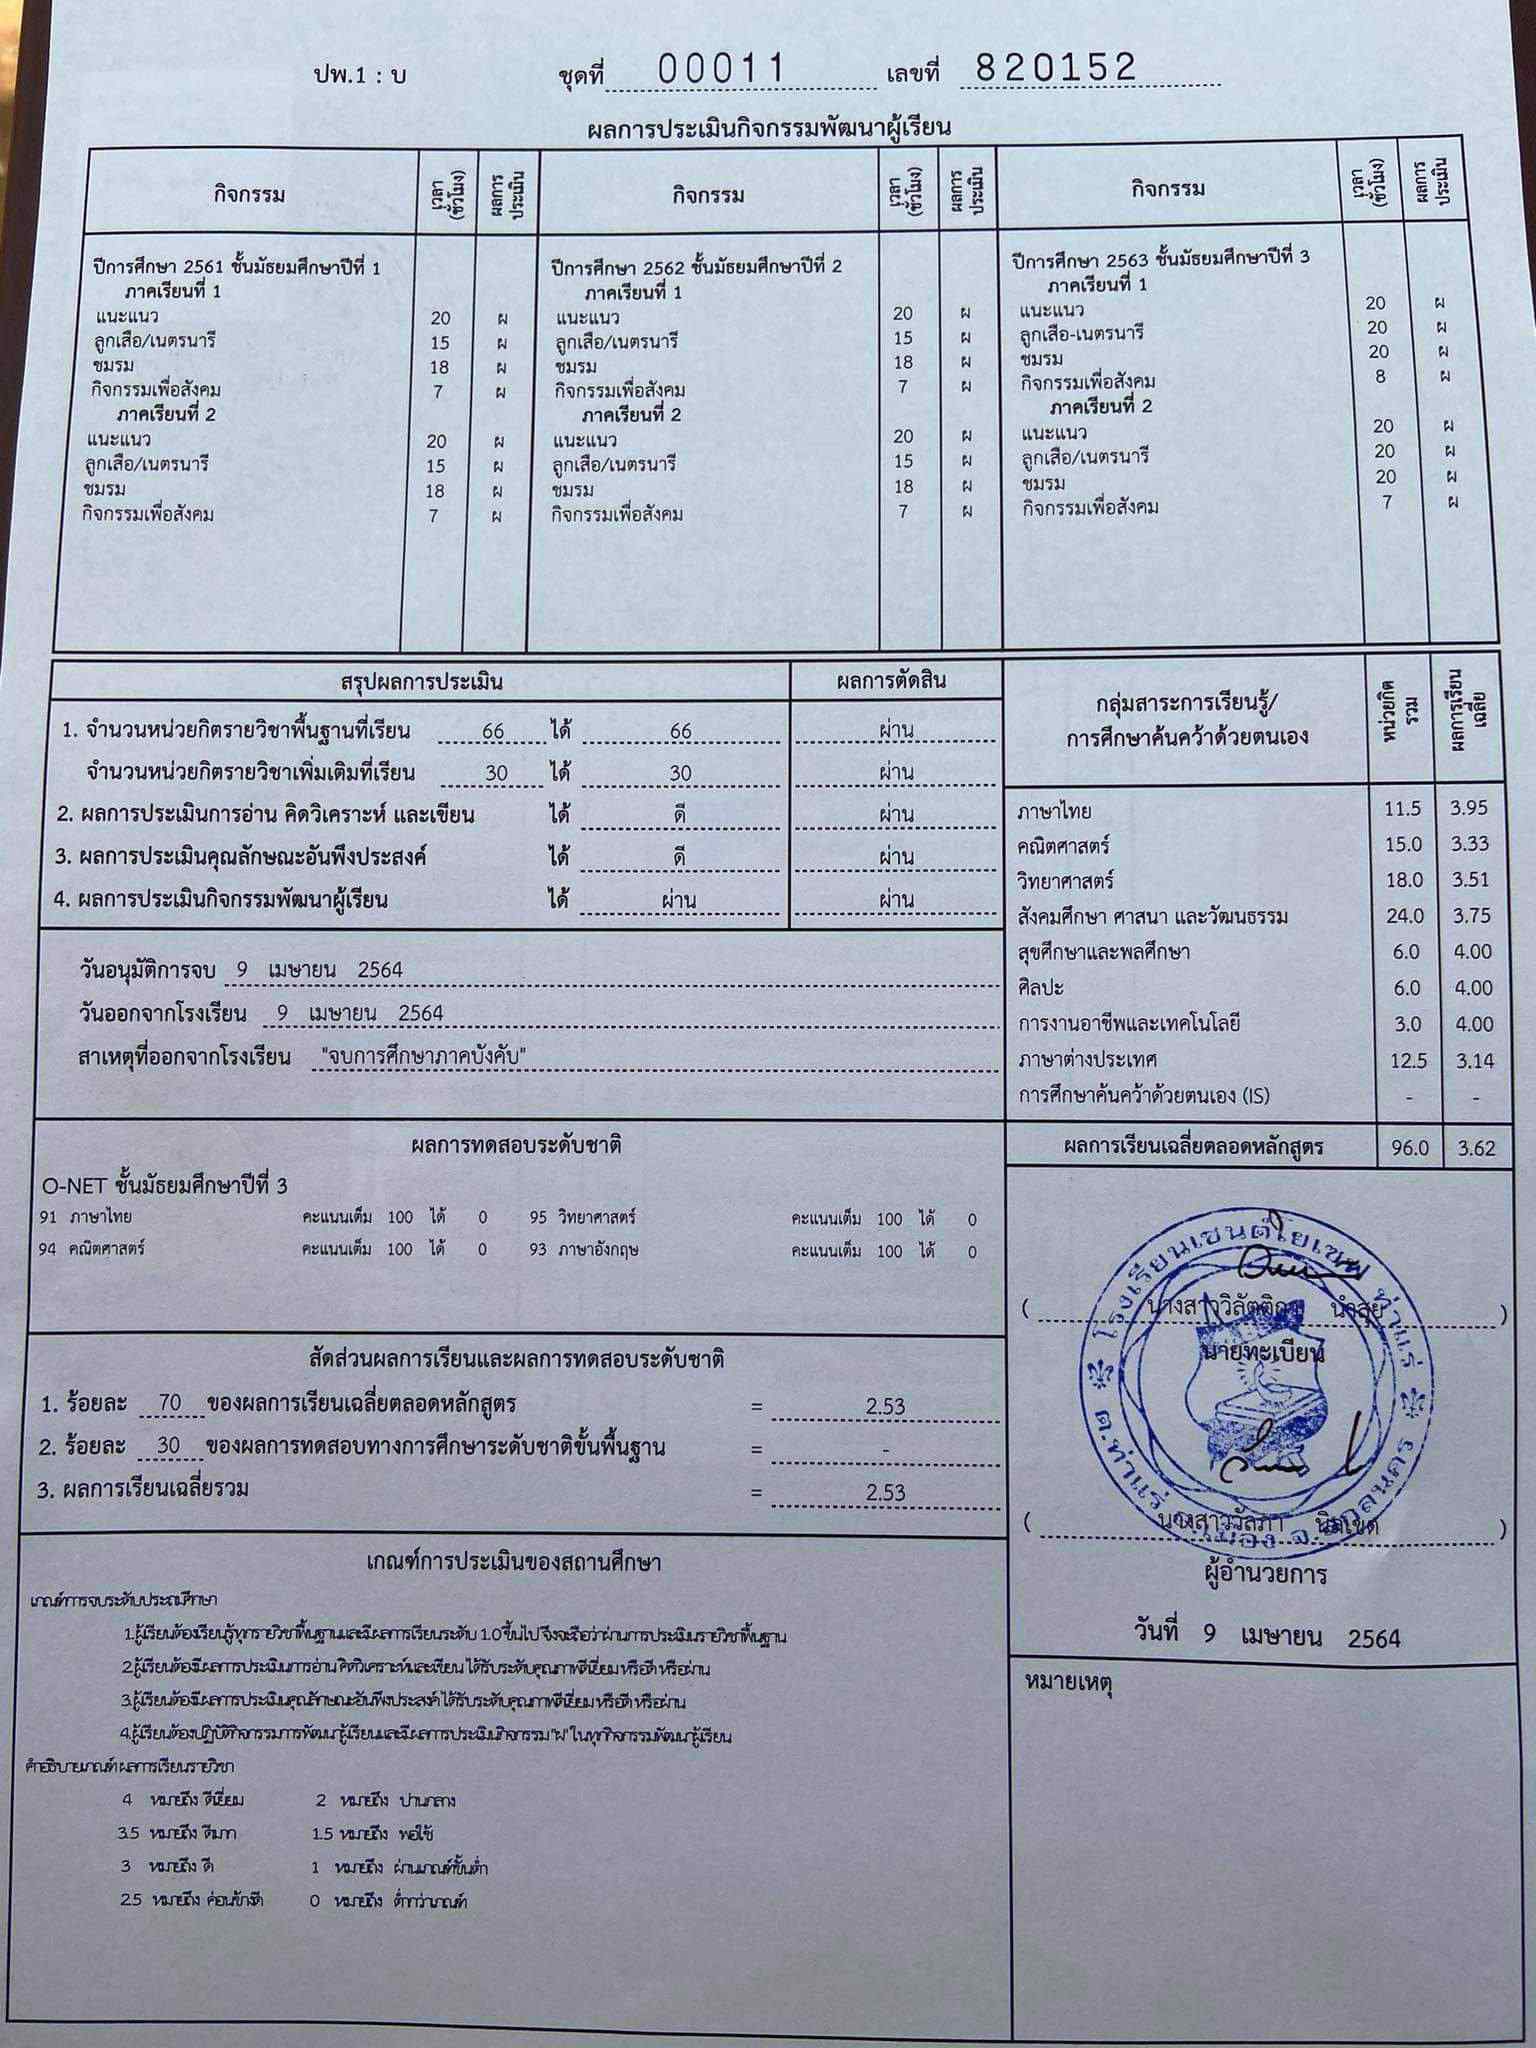 ปพ.1 : บ ชุดที่ 00011 เลขที่ 820152
ผลการประเมินกิจกรรมพัฒนาผู้เรียน
กิจกรรม เวลา (ชั่วโมง) ผลการประเมิน กิจกรรม เวลา (ชั่วโมง) ผลการประเมิน กิจกรรม เวลา (ชั่วโมง) ผลการประเมิน
ปีการศึกษา 2561 ชั้นมัธยมศึกษาปีที่ 1
ภาคเรียนที่ 1
แนะแนว 20 ผ
ลูกเสือ/เนตรนารี 15 ผ
ชมรม 18 ผ
กิจกรรมเพื่อสังคม 7 ผ
ภาคเรียนที่ 2
แนะแนว 20 ผ
ลูกเสือ/เนตรนารี 15 ผ
ชมรม 18 ผ
กิจกรรมเพื่อสังคม 7 ผ
ปีการศึกษา 2562 ชั้นมัธยมศึกษาปีที่ 2
ภาคเรียนที่ 1
แนะแนว 20 ผ
ลูกเสือ/เนตรนารี 15 ผ
ชมรม 18 ผ
กิจกรรมเพื่อสังคม 7 ผ
ภาคเรียนที่ 2
แนะแนว 20 ผ
ลูกเสือ/เนตรนารี 15 ผ
ชมรม 18 ผ
กิจกรรมเพื่อสังคม 7 ผ
ปีการศึกษา 2563 ชั้นมัธยมศึกษาปีที่ 3
ภาคเรียนที่ 1
แนะแนว 20 ผ
ลูกเสือ-เนตรนารี 20 ผ
ชมรม 20 ผ
กิจกรรมเพื่อสังคม 8 ผ
ภาคเรียนที่ 2
แนะแนว 20 ผ
ลูกเสือ/เนตรนารี 20 ผ
ชมรม 20 ผ
กิจกรรมเพื่อสังคม 7 ผ
สรุปผลการประเมิน ผลการตัดสิน
1. จำนวนหน่วยกิตรายวิชาพื้นฐานที่เรียน 66 ได้ 66 ผ่าน
จำนวนหน่วยกิตรายวิชาเพิ่มเติมที่เรียน 30 ได้ 30 ผ่าน
2. ผลการประเมินการอ่าน คิดวิเคราะห์ และเขียน ได้ ดี ผ่าน
3. ผลการประเมินคุณลักษณะอันพึงประสงค์ ได้ ดี ผ่าน
4. ผลการประเมินกิจกรรมพัฒนาผู้เรียน ได้ ผ่าน ผ่าน
วันอนุมัติการจบ 9 เมษายน 2564
วันออกจากโรงเรียน 9 เมษายน 2564
สาเหตุที่ออกจากโรงเรียน "จบการศึกษาภาคบังคับ"
กลุ่มสาระการเรียนรู้/ การศึกษาค้นคว้าด้วยตนเอง หน่วยกิตรวม ผลการเรียนเฉลี่ย
ภาษาไทย 11.5 3.95
คณิตศาสตร์ 15.0 3.33
วิทยาศาสตร์ 18.0 3.51
สังคมศึกษา ศาสนา และวัฒนธรรม 24.0 3.75
สุขศึกษาและพลศึกษา 6.0 4.00
ศิลปะ 6.0 4.00
การงานอาชีพและเทคโนโลยี 3.0 4.00
ภาษาต่างประเทศ 12.5 3.14
การศึกษาค้นคว้าด้วยตนเอง (IS) - -
ผลการเรียนเฉลี่ยตลอดหลักสูตร 96.0 3.62
ผลการทดสอบระดับชาติ
O-NET ชั้นมัธยมศึกษาปีที่ 3
91 ภาษาไทย คะแนนเต็ม 100 ได้ 0 95 วิทยาศาสตร์ คะแนนเต็ม 100 ได้ 0
94 คณิตศาสตร์ คะแนนเต็ม 100 ได้ 0 93 ภาษาอังกฤษ คะแนนเต็ม 100 ได้ 0
สัดส่วนผลการเรียนและผลการทดสอบระดับชาติ
1. ร้อยละ 70 ของผลการเรียนเฉลี่ยตลอดหลักสูตร = 2.53
2. ร้อยละ 30 ของผลการทดสอบทางการศึกษาระดับชาติขั้นพื้นฐาน = -
3. ผลการเรียนเฉลี่ยรวม = 2.53
โรงเรียนเซนต์โยเซฟ ท่าแร่
ต.ท่าแร่ อ.เมือง จ.สกลนคร
( นางสาว )
นายทะเบียน
( นางสาววัลภา )
ผู้อำนวยการ
วันที่ 9 เมษายน 2564
หมายเหตุ
เกณฑ์การประเมินของสถานศึกษา
เกณฑ์การจบระดับประถมศึกษา
1.ผู้เรียนต้องเรียนรู้ทุกรายวิชาพื้นฐานและมีผลการเรียนระดับ 1.0 ขึ้นไป จึงจะถือว่าผ่านการประเมินรายวิชาพื้นฐาน
2.ผู้เรียนต้องมีผลการประเมินการอ่าน คิดวิเคราะห์และเขียน ได้รับระดับคุณภาพดีเยี่ยม หรือดี หรือผ่าน
3.ผู้เรียนต้องมีผลการประเมินคุณลักษณะอันพึงประสงค์ ได้รับระดับคุณภาพดีเยี่ยม หรือดี หรือผ่าน
4.ผู้เรียนต้องปฏิบัติกิจกรรมการพัฒนาผู้เรียนและมีผลการประเมินกิจกรรม "ผ" ในทุกกิจกรรมพัฒนาผู้เรียน
คำอธิบายเกณฑ์ ผลการเรียนรายวิชา
4 หมายถึง ดีเยี่ยม 2 หมายถึง ปานกลาง
3.5 หมายถึง ดีมาก 1.5 หมายถึง พอใช้
3 หมายถึง ดี 1 หมายถึง ผ่านเกณฑ์ขั้นต่ำ
2.5 หมายถึง ค่อนข้างดี 0 หมายถึง ต่ำกว่าเกณฑ์